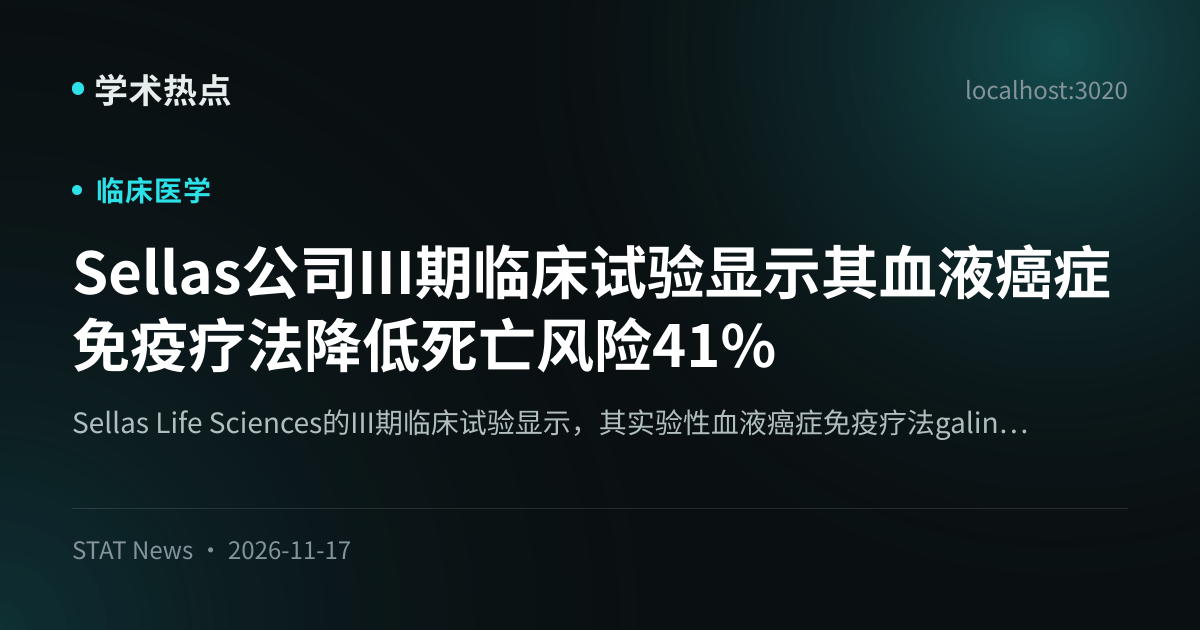 学术热点
localhost:3020
临床医学
Sellas公司III期临床试验显示其血液癌症
免疫疗法降低死亡风险41%
Sellas Life Sciences的III期临床试验显示，其实验性血液癌症免疫疗法galin…
STAT News · 2026-11-17